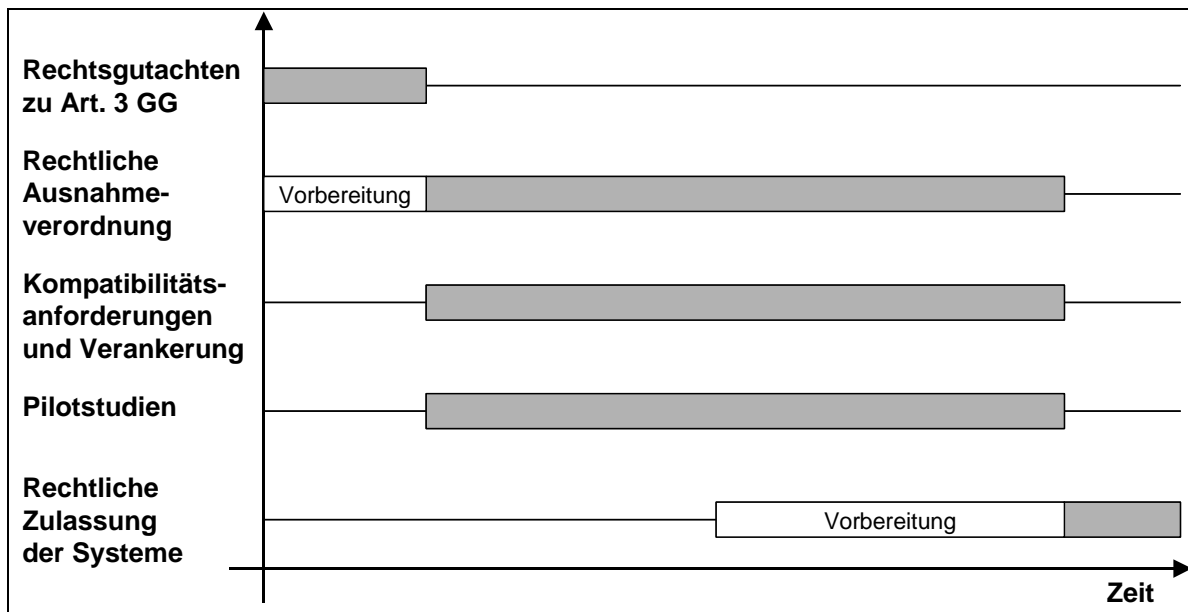 Rechtsgutachten
zu Art. 3 GG
Rechtliche
Ausnahme-
verordnung
Vorbereitung
Kompatibilitäts-
anforderungen
und Verankerung
Pilotstudien
Rechtliche
Zulassung
der Systeme
Vorbereitung
Zeit